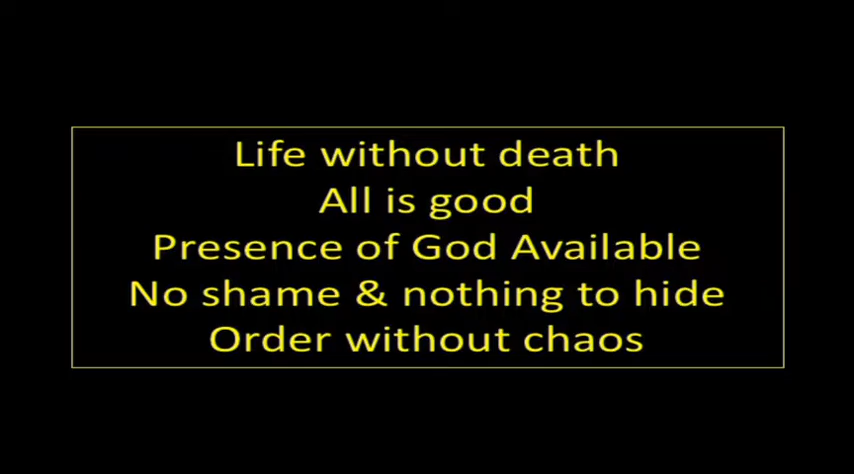 Life without death
All is good
Presence of God Available
No shame & nothing to hide
Order without chaos